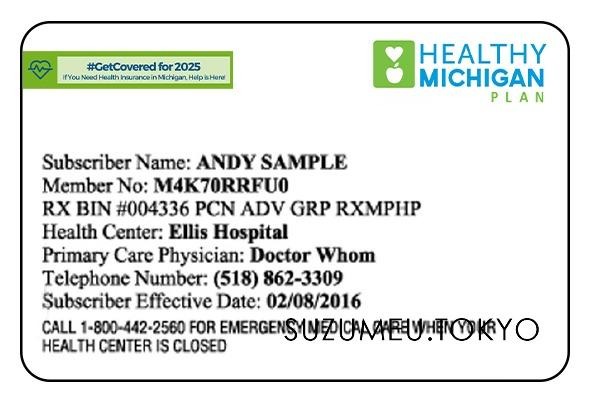 #GetCovered for 2025
If You Need Health Insurance in Michigan, Help is Here!
HEALTHY
MICHIGAN
PLAN
Subscriber Name: ANDY SAMPLE
Member No: M4K70RRFU0
RX BIN #004336 PCN ADV GRP RXMPHP
Health Center: Ellis Hospital
Primary Care Physician: Doctor Whom
Telephone Number: (518) 862-3309
Subscriber Effective Date: 02/08/2016
CALL 1-800-442-2560 FOR EMERGENSY MEDICAL CARE WHEN YOUR
HEALTH CENTER IS CLOSED
SUZUMEU.TOKYO